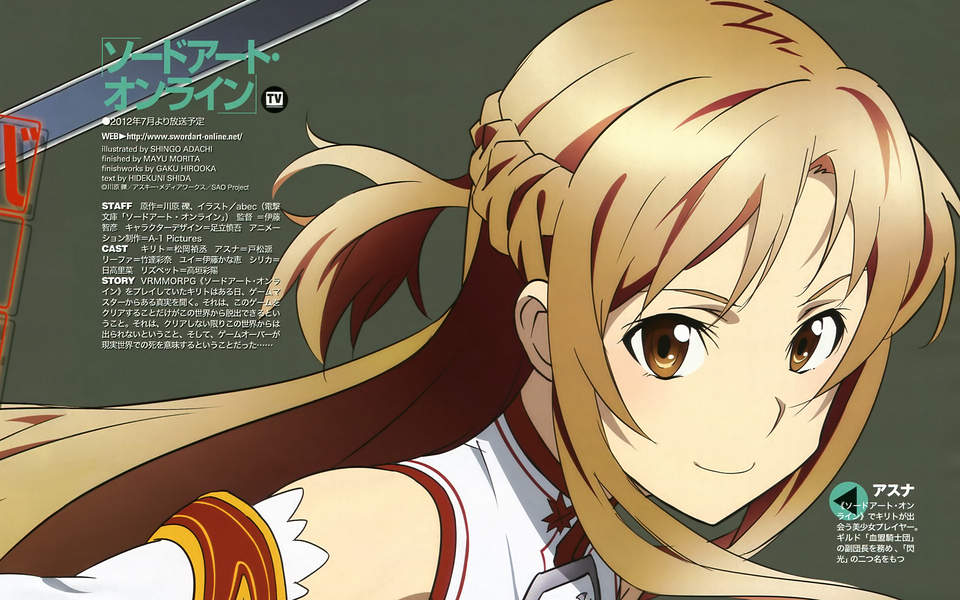 ソードアート・
オンライン
TV
●2012年7月より放送予定
WEB▶http://www.swordart-online.net/
illustrated by SHINGO ADACHI
finished by MAYU MORITA
finishworks by GAKU HIROOKA
text by HIDEKUNI SHIDA
©川原 礫／アスキー・メディアワークス／SAO Project
STAFF 原作＝川原 礫、イラスト／abec（電撃
文庫「ソードアート・オンライン」） 監督＝伊藤
智彦 キャラクターデザイン＝足立慎吾 アニメー
ション制作＝A-1 Pictures
CAST キリト＝松岡禎丞 アスナ＝戸松遥
リーファ＝竹達彩奈 ユイ＝伊藤かな恵 シリカ＝
日高里菜 リズベット＝高垣彩陽
STORY VRMMORPG《ソードアート・オンラ
イン》をプレイしていたキリトはある日、ゲームマ
スターからある真実を聞く。それは、このゲームを
クリアすることだけがこの世界から脱出できるとい
うこと。それは、クリアしない限りこの世界からは
出られないということ、そして、ゲームオーバーが
現実世界での死を意味するということだった……
アスナ
《ソードアート・オン
ライン》でキリトが出
会う美少女プレイヤー。
ギルド「血盟騎士団」
の副団長を務め、「閃
光」の二つ名をもつ